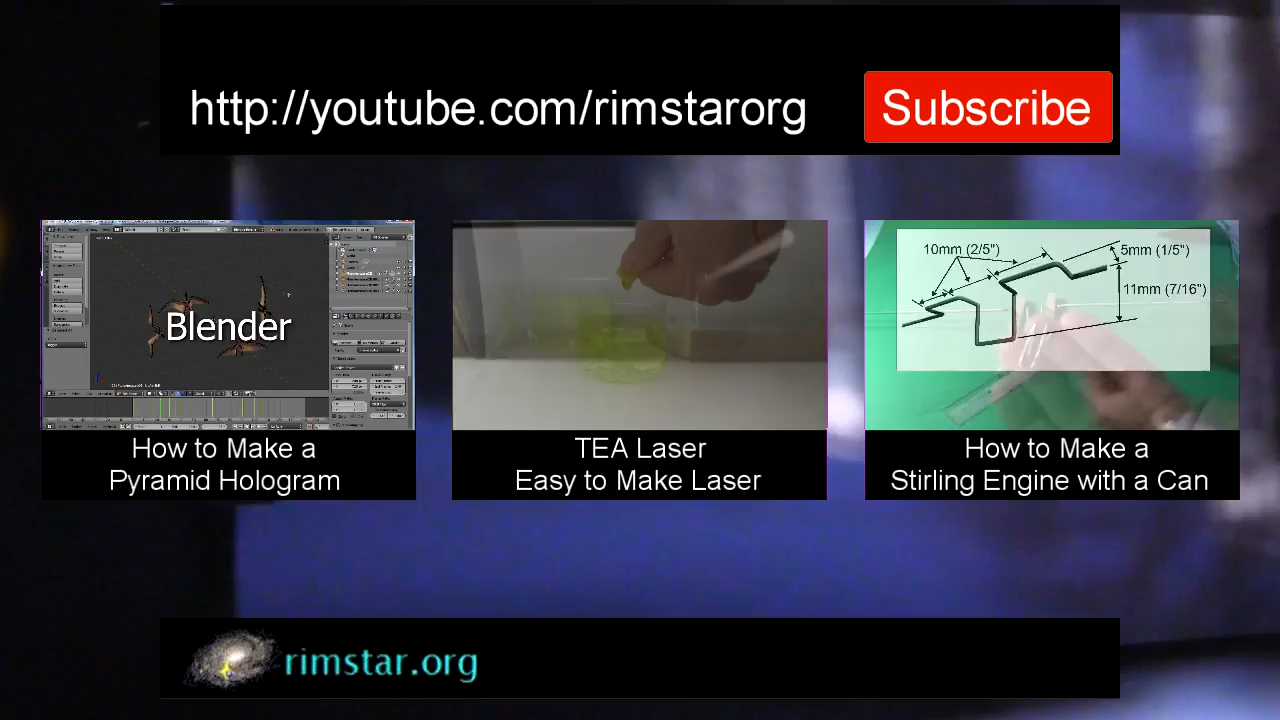 http://youtube.com/rimstarorg
Subscribe
Blender
10mm (2/5")
5mm (1/5")
11mm (7/16")
How to Make a
Pyramid Hologram
TEA Laser
Easy to Make Laser
How to Make a
Stirling Engine with a Can
rimstar.org